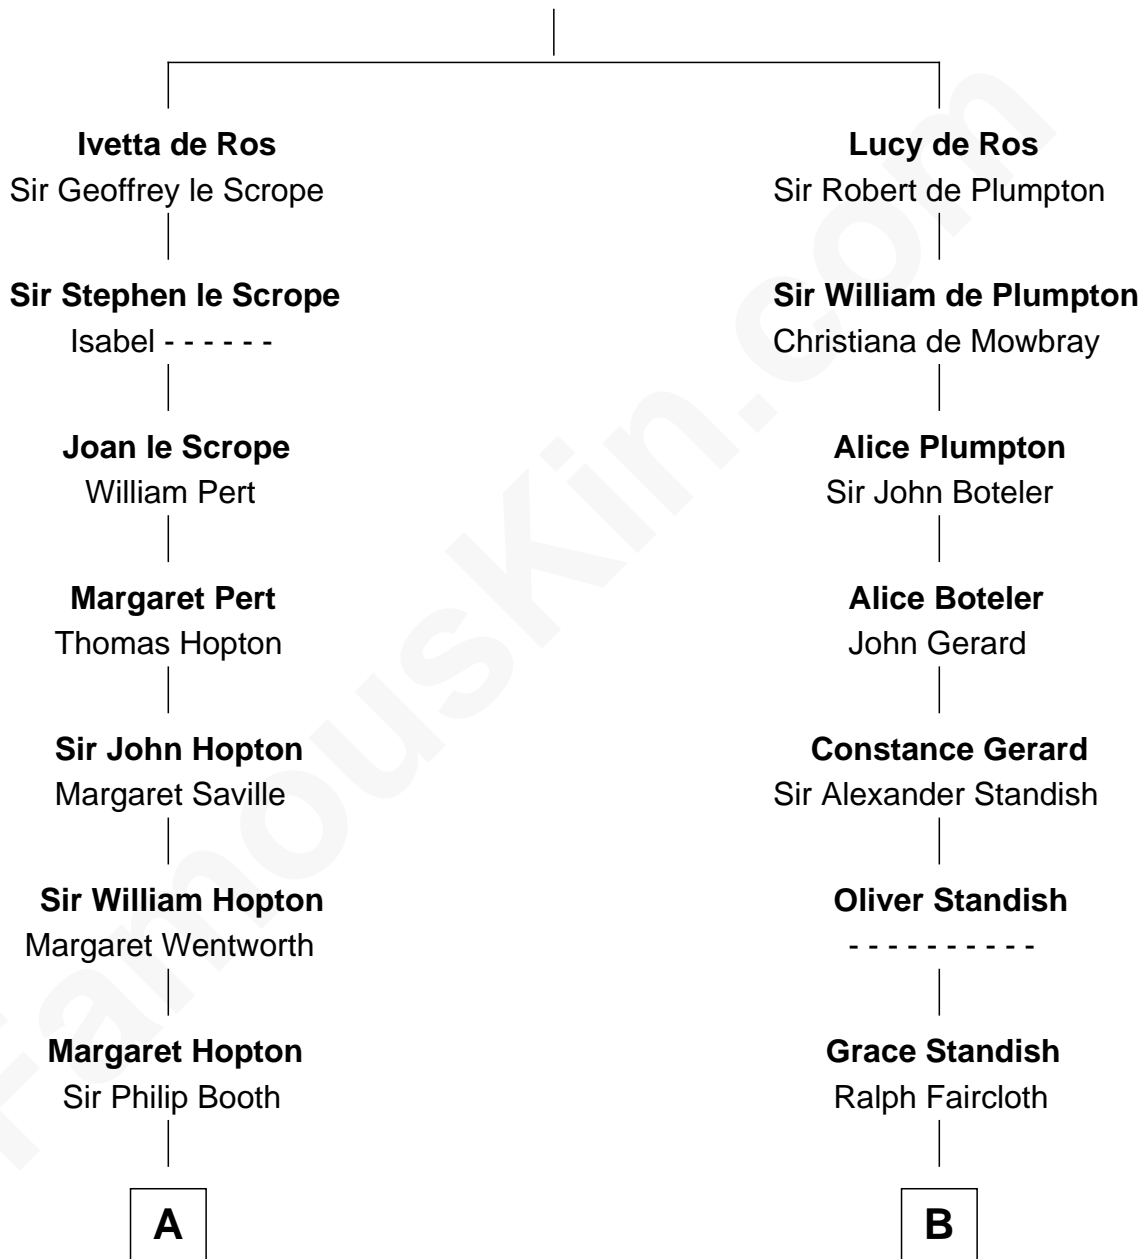 Ivetta de Ros
Sir Geoffrey le Scrope
Sir Stephen le Scrope
Isabel - - - - - -
Joan le Scrope
William Pert
Margaret Pert
Thomas Hopton
Sir John Hopton
Margaret Saville
Sir William Hopton
Margaret Wentworth
Margaret Hopton
Sir Philip Booth
A
Lucy de Ros
Sir Robert de Plumpton
Sir William de Plumpton
Christiana de Mowbray
Alice Plumpton
Sir John Boteler
Alice Boteler
John Gerard
Constance Gerard
Sir Alexander Standish
Oliver Standish
- - - - - - - - - -
Grace Standish
Ralph Faircloth
B
FamousKin.com